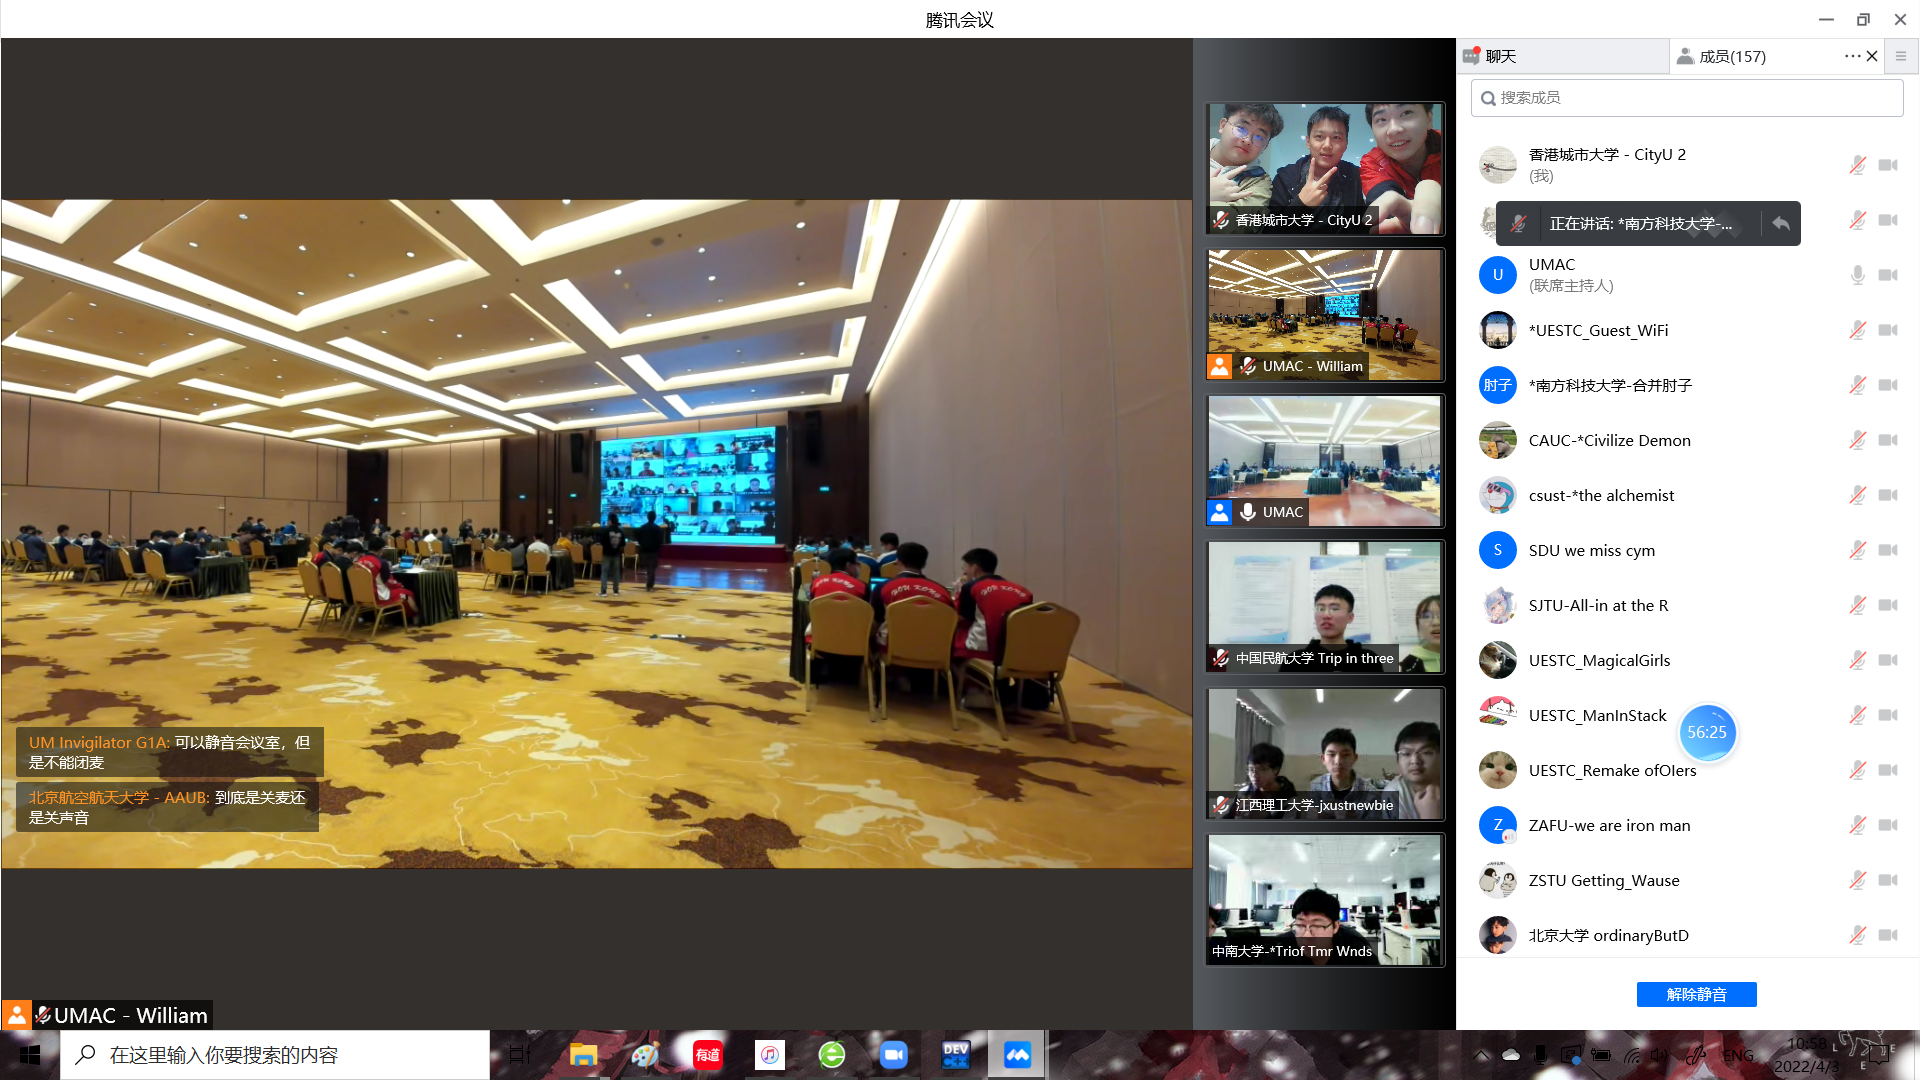 腾讯会议
聊天
成员(157)
搜索成员
香港城市大学 - CityU 2
(我)
正在讲话: *南方科技大学-...
U
UMAC
(联席主持人)
*UESTC_Guest_WiFi
肘子
*南方科技大学-合并肘子
CAUC-*Civilize Demon
csust-*the alchemist
S
SDU we miss cym
SJTU-All-in at the R
UESTC_MagicalGirls
UESTC_ManInStack
56:25
UESTC_Remake ofOIers
Z
ZAFU-we are iron man
ZSTU Getting_Wause
北京大学 ordinaryButD
解除静音
香港城市大学 - CityU 2
UMAC - William
UMAC
中国民航大学 Trip in three
江西理工大学-jxustnewbie
中南大学-*Triof Tmr Wnds
HOU KONG
UM Invigilator G1A: 可以静音会议室，但
是不能闭麦
北京航空航天大学 - AAUB: 到底是关麦还
是关声音
UMAC - William
在这里输入你要搜索的内容
有道
DEV
C++
ENG
10:58
2022/4/3